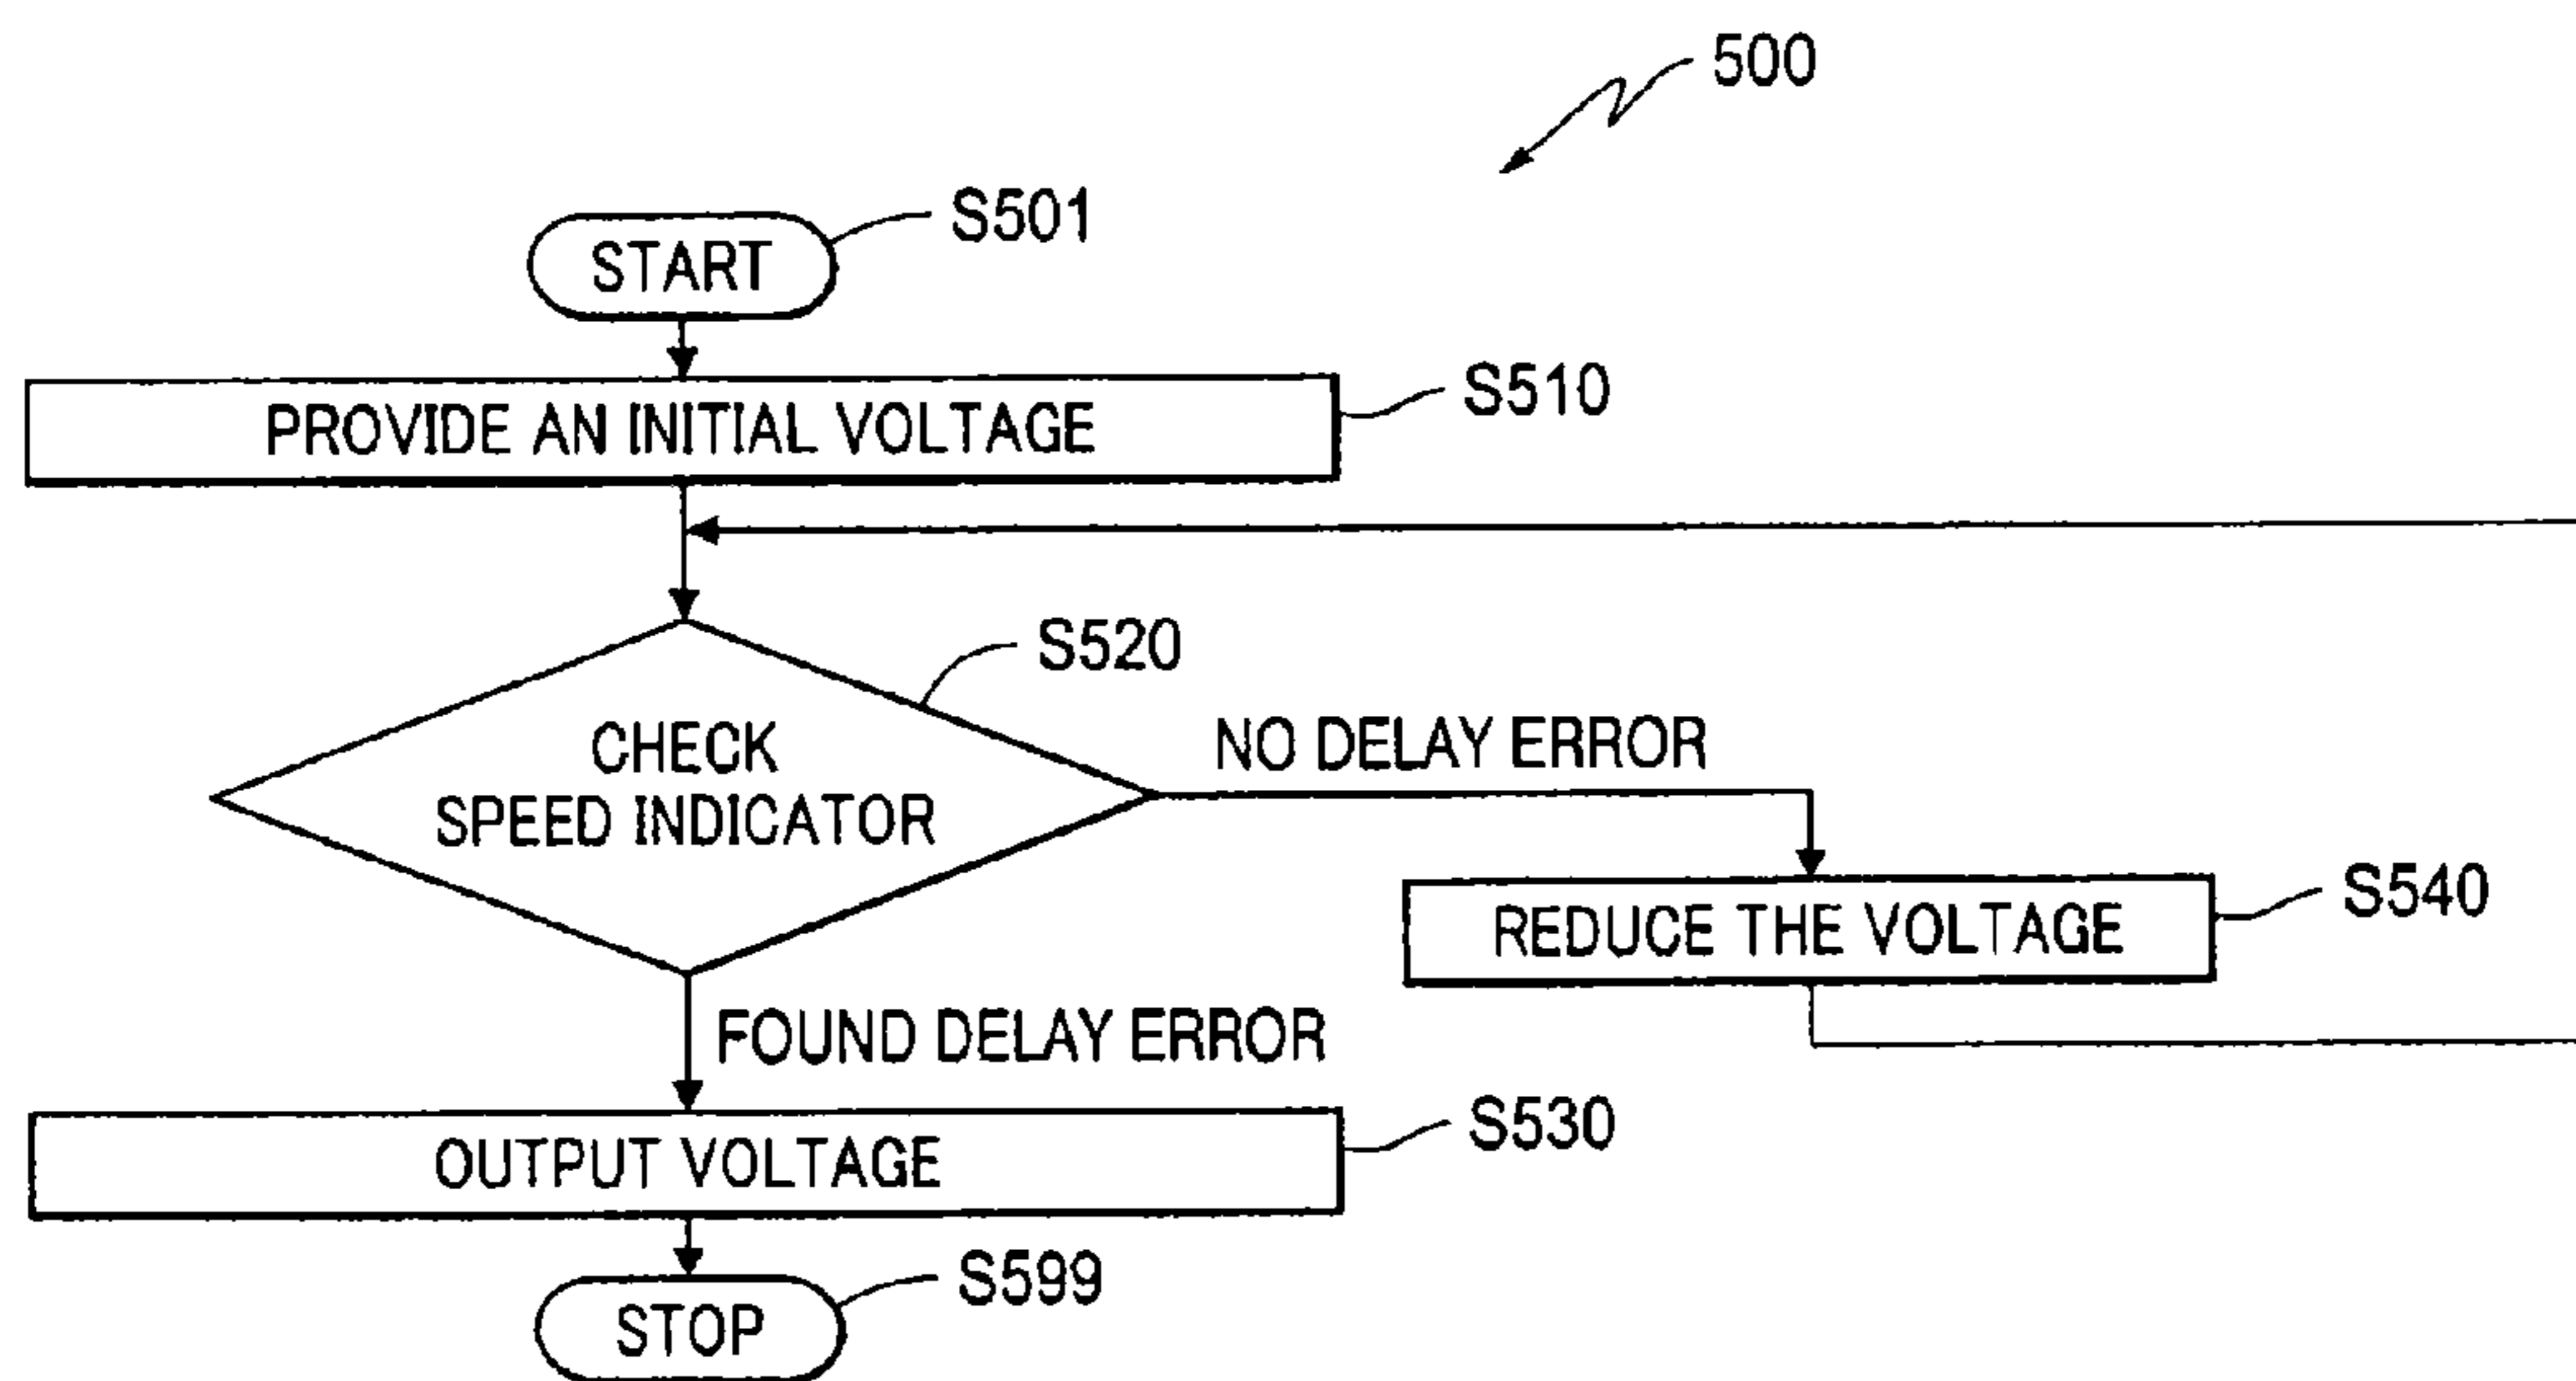 500
START
S501
PROVIDE AN INITIAL VOLTAGE
S510
CHECK
SPEED INDICATOR
S520
NO DELAY ERROR
REDUCE THE VOLTAGE
S540
FOUND DELAY ERROR
OUTPUT VOLTAGE
S530
STOP
S599